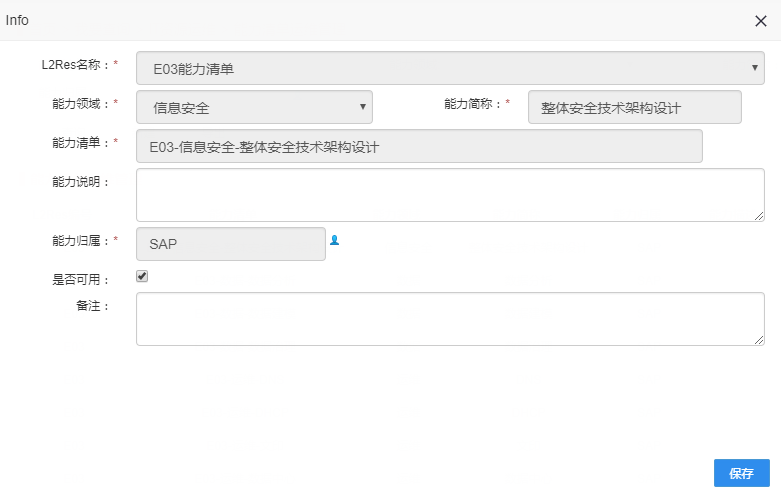 Info
L2Res名称：* E03能力清单
能力领域：* 信息安全 能力简称：* 整体安全技术架构设计
能力清单：* E03-信息安全-整体安全技术架构设计
能力说明：
能力归属：* SAP
是否可用：
备注：
保存